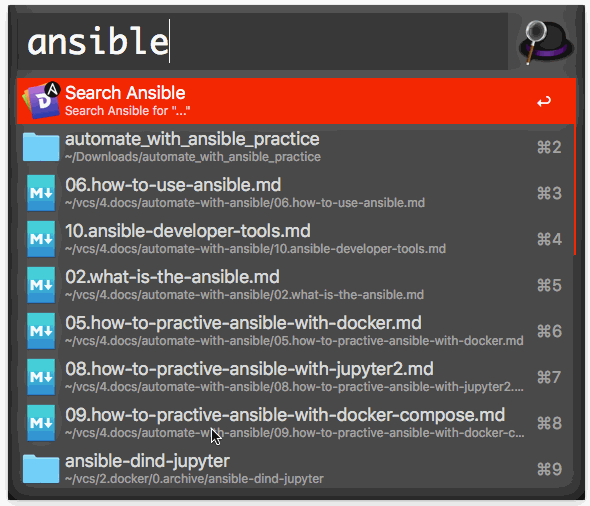 ansible
Search Ansible
Search Ansible for "..."
automate_with_ansible_practice
~/Downloads/automate_with_ansible_practice
⌘2
06.how-to-use-ansible.md
~/vcs/4.docs/automate-with-ansible/06.how-to-use-ansible.md
⌘3
10.ansible-developer-tools.md
~/vcs/4.docs/automate-with-ansible/10.ansible-developer-tools.md
⌘4
02.what-is-the-ansible.md
~/vcs/4.docs/automate-with-ansible/02.what-is-the-ansible.md
⌘5
05.how-to-practive-ansible-with-docker.md
~/vcs/4.docs/automate-with-ansible/05.how-to-practive-ansible-with-docker.md
⌘6
08.how-to-practive-ansible-with-jupyter2.md
~/vcs/4.docs/automate-with-ansible/08.how-to-practive-ansible-with-jupyter2....
⌘7
09.how-to-practive-ansible-with-docker-compose.md
~/vcs/4.docs/automate-with-ansible/09.how-to-practive-ansible-with-docker-c...
⌘8
ansible-dind-jupyter
~/vcs/2.docker/0.archive/ansible-dind-jupyter
⌘9